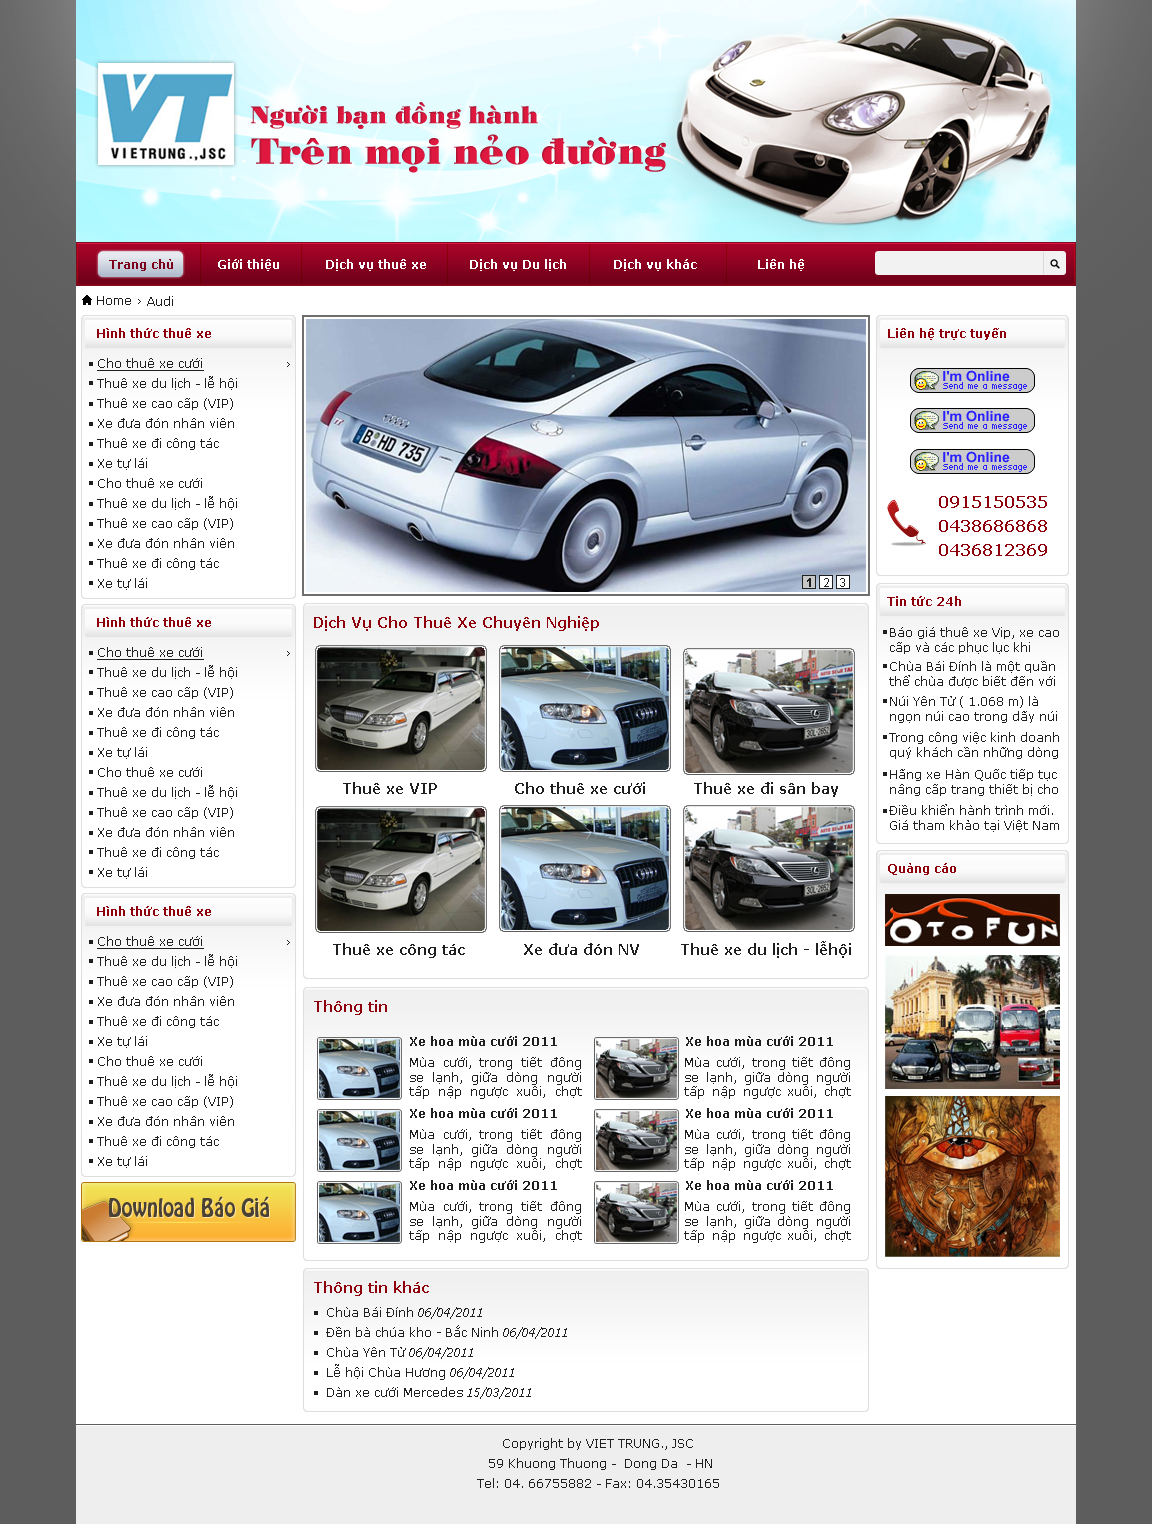 VT
VIETRUNG.,JSC
Người bạn đồng hành
Trên mọi nẻo đường
Trang chủ
Giới thiệu
Dịch vụ thuê xe
Dịch vụ Du lịch
Dịch vụ khác
Liên hệ
Home › Audi
Hình thức thuê xe
Cho thuê xe cưới ›
Thuê xe du lịch - lễ hội
Thuê xe cao cấp (VIP)
Xe đưa đón nhân viên
Thuê xe đi công tác
Xe tự lái
Cho thuê xe cưới
Thuê xe du lịch - lễ hội
Thuê xe cao cấp (VIP)
Xe đưa đón nhân viên
Thuê xe đi công tác
Xe tự lái
Hình thức thuê xe
Cho thuê xe cưới ›
Thuê xe du lịch - lễ hội
Thuê xe cao cấp (VIP)
Xe đưa đón nhân viên
Thuê xe đi công tác
Xe tự lái
Cho thuê xe cưới
Thuê xe du lịch - lễ hội
Thuê xe cao cấp (VIP)
Xe đưa đón nhân viên
Thuê xe đi công tác
Xe tự lái
Hình thức thuê xe
Cho thuê xe cưới ›
Thuê xe du lịch - lễ hội
Thuê xe cao cấp (VIP)
Xe đưa đón nhân viên
Thuê xe đi công tác
Xe tự lái
Cho thuê xe cưới
Thuê xe du lịch - lễ hội
Thuê xe cao cấp (VIP)
Xe đưa đón nhân viên
Thuê xe đi công tác
Xe tự lái
Download Báo Giá
B HD 735
1 2 3
Dịch Vụ Cho Thuê Xe Chuyên Nghiệp
Thuê xe VIP
Cho thuê xe cưới
Thuê xe đi sân bay
Thuê xe công tác
Xe đưa đón NV
Thuê xe du lịch - lễhội
Thông tin
Xe hoa mùa cưới 2011
Mùa cưới, trong tiết đông
se lạnh, giữa dòng người
tấp nập ngược xuôi, chợt
Xe hoa mùa cưới 2011
Mùa cưới, trong tiết đông
se lạnh, giữa dòng người
tấp nập ngược xuôi, chợt
Xe hoa mùa cưới 2011
Mùa cưới, trong tiết đông
se lạnh, giữa dòng người
tấp nập ngược xuôi, chợt
Xe hoa mùa cưới 2011
Mùa cưới, trong tiết đông
se lạnh, giữa dòng người
tấp nập ngược xuôi, chợt
Xe hoa mùa cưới 2011
Mùa cưới, trong tiết đông
se lạnh, giữa dòng người
tấp nập ngược xuôi, chợt
Xe hoa mùa cưới 2011
Mùa cưới, trong tiết đông
se lạnh, giữa dòng người
tấp nập ngược xuôi, chợt
Thông tin khác
Chùa Bái Đính 06/04/2011
Đền bà chúa kho - Bắc Ninh 06/04/2011
Chùa Yên Tử 06/04/2011
Lễ hội Chùa Hương 06/04/2011
Dàn xe cưới Mercedes 15/03/2011
Liên hệ trực tuyến
I'm Online
Send me a message
I'm Online
Send me a message
I'm Online
Send me a message
0915150535
0438686868
0436812369
Tin tức 24h
Báo giá thuê xe Vip, xe cao
cấp và các phục lục khi
Chùa Bái Đính là một quần
thể chùa được biết đến với
Núi Yên Tử ( 1.068 m) là
ngọn núi cao trong dãy núi
Trong công việc kinh doanh
quý khách cần những dòng
Hãng xe Hàn Quốc tiếp tục
nâng cấp trang thiết bị cho
Điều khiển hành trình mới.
Giá tham khảo tại Việt Nam
Quảng cáo
OTO FUN
Copyright by VIET TRUNG., JSC
59 Khuong Thuong - Dong Da - HN
Tel: 04. 66755882 - Fax: 04.35430165